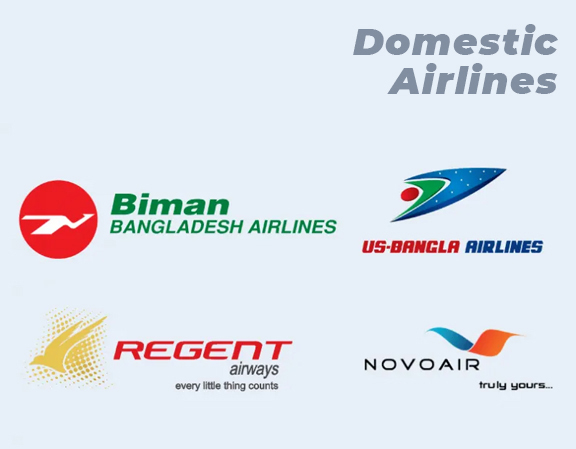 Domestic
Airlines
Biman
BANGLADESH AIRLINES
US-BANGLA AIRLINES
REGENT
airways
every little thing counts
NOVOAIR
truly yours...